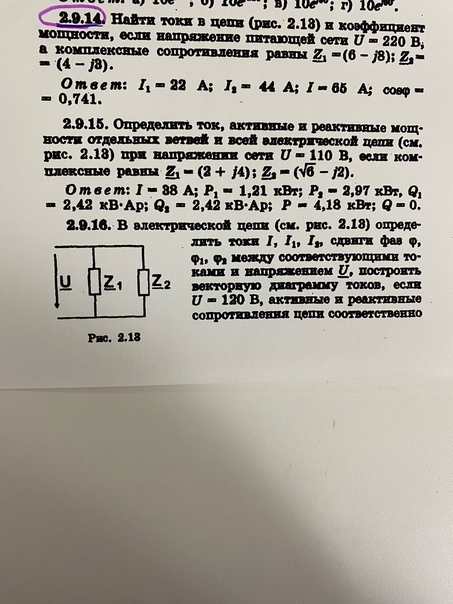 б) 10e ; в) 10e ; г) 10e
2.9.14. Найти токи в цепи (рис. 2.13) и коэффициент
мощности, если напряжение питающей сети U = 220 В,
а комплексные сопротивления равны Z₁ = (6 – j8); Z₂ =
= (4 – j3).
Ответ: I₁ = 22 А; I₂ = 44 А; I = 65 А; cosφ =
= 0,741.
2.9.15. Определить ток, активные и реактивные мощ-
ности отдельных ветвей и всей электрической цепи (см.
рис. 2.13) при напряжении сети U = 110 В, если ком-
плексные равны Z₁ = (2 + j4); Z₂ = (√6 – j2).
Ответ: I = 38 А; P₁ = 1,21 кВт; P₂ = 2,97 кВт, Q₁
= 2,42 кВ·Ар; Q₂ = 2,42 кВ·Ар; P = 4,18 кВт; Q = 0.
2.9.16. В электрической цепи (см. рис. 2.13) опреде-
лить токи I, I₁, I₂, сдвиги фаз φ,
φ₁, φ₂ между соответствующими то-
ками и напряжением U, построить
векторную диаграмму токов, если
U = 120 В, активные и реактивные
сопротивления цепи соответственно
U Z₁ Z₂
Рис. 2.13